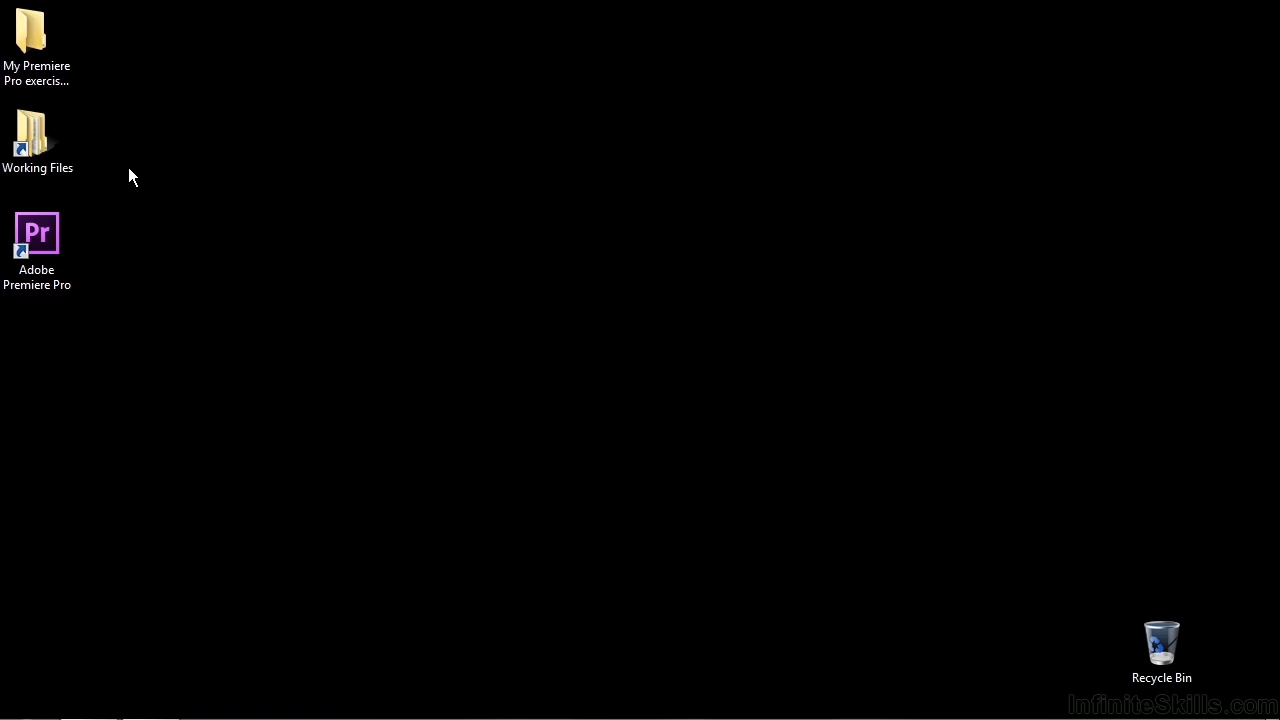 My Premiere
Pro exercis...
Working Files
Pr
Adobe
Premiere Pro
Recycle Bin
InfiniteSkills.com